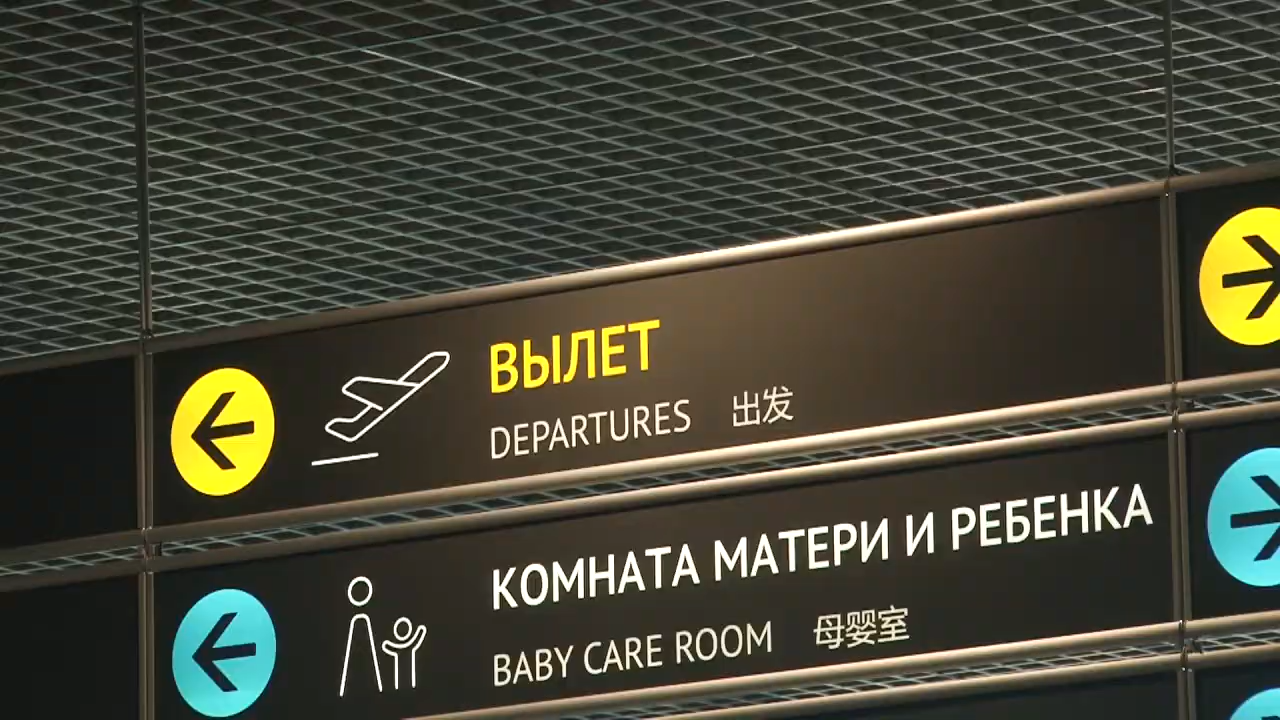 ВЫЛЕТ
DEPARTURES 出发
КОМНАТА МАТЕРИ И РЕБЕНКА
BABY CARE ROOM 母婴室